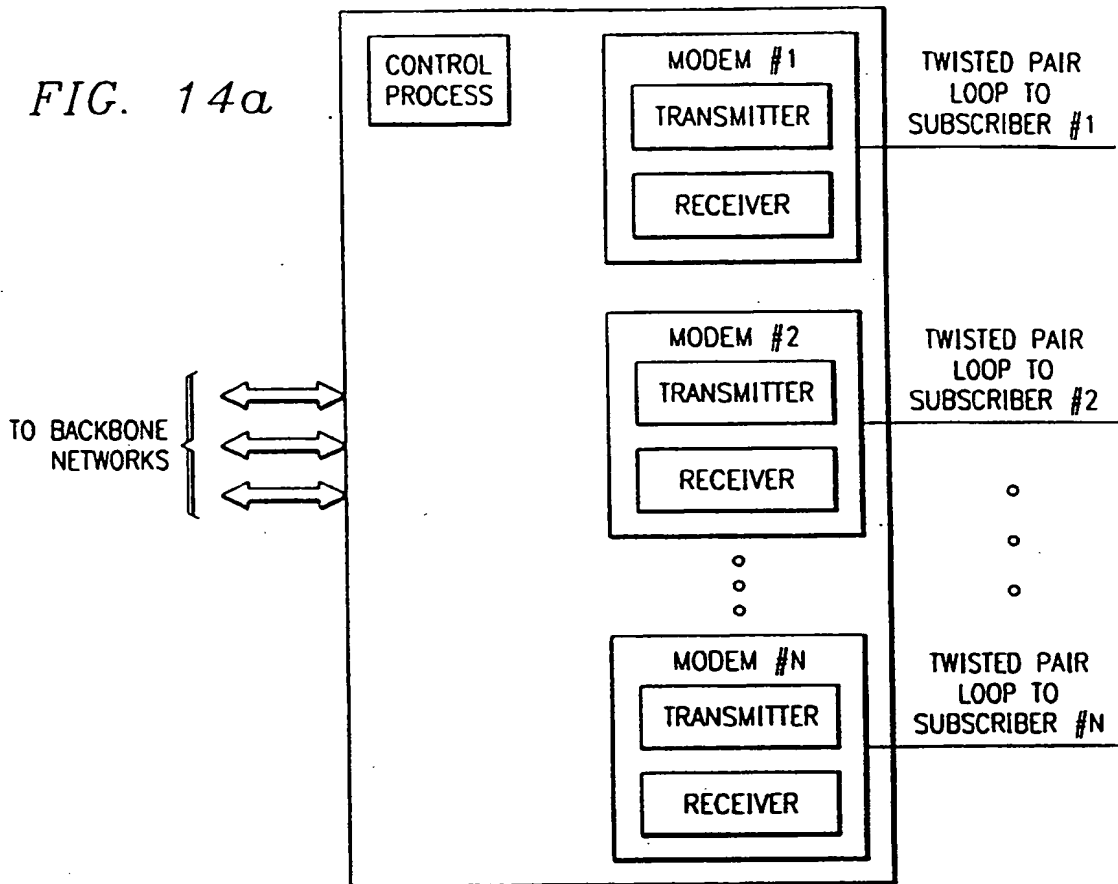 FIG. 14a
CONTROL
PROCESS
MODEM #1
TRANSMITTER
RECEIVER
TWISTED PAIR
LOOP TO
SUBSCRIBER #1
MODEM #2
TRANSMITTER
RECEIVER
TWISTED PAIR
LOOP TO
SUBSCRIBER #2
TO BACKBONE
NETWORKS
MODEM #N
TRANSMITTER
RECEIVER
TWISTED PAIR
LOOP TO
SUBSCRIBER #N